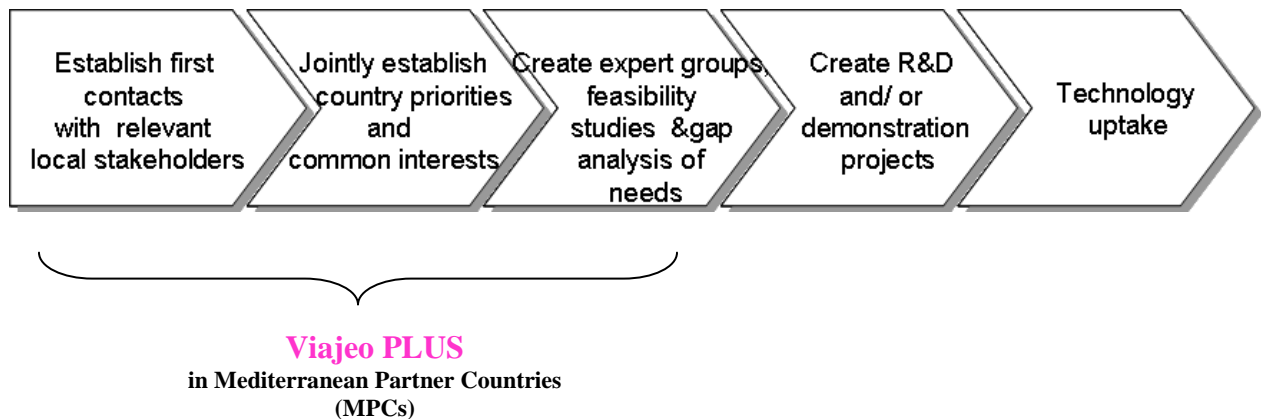 Establish first
contacts
with relevant
local stakeholders
Jointly establish
country priorities
and
common interests
Create expert groups,
feasibility
studies &gap
analysis of
needs
Create R&D
and/ or
demonstration
projects
Technology
uptake
Viajeo PLUS
in Mediterranean Partner Countries
(MPCs)